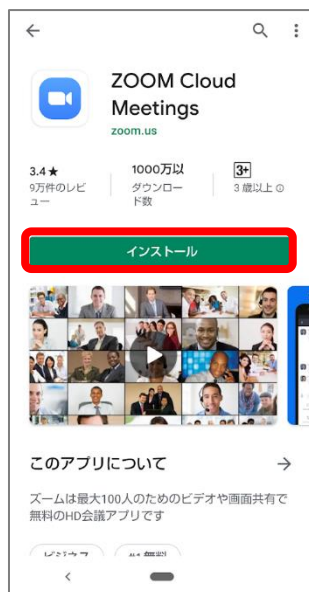 ZOOM Cloud
Meetings
zoom.us
3.4★
9万件のレビ
ュー
1000万以
ダウンロー
ド数
3+
3 歳以上
インストール
このアプリについて
ズームは最大100人のためのビデオや画面共有で
無料のHD会議アプリです
ビジネス